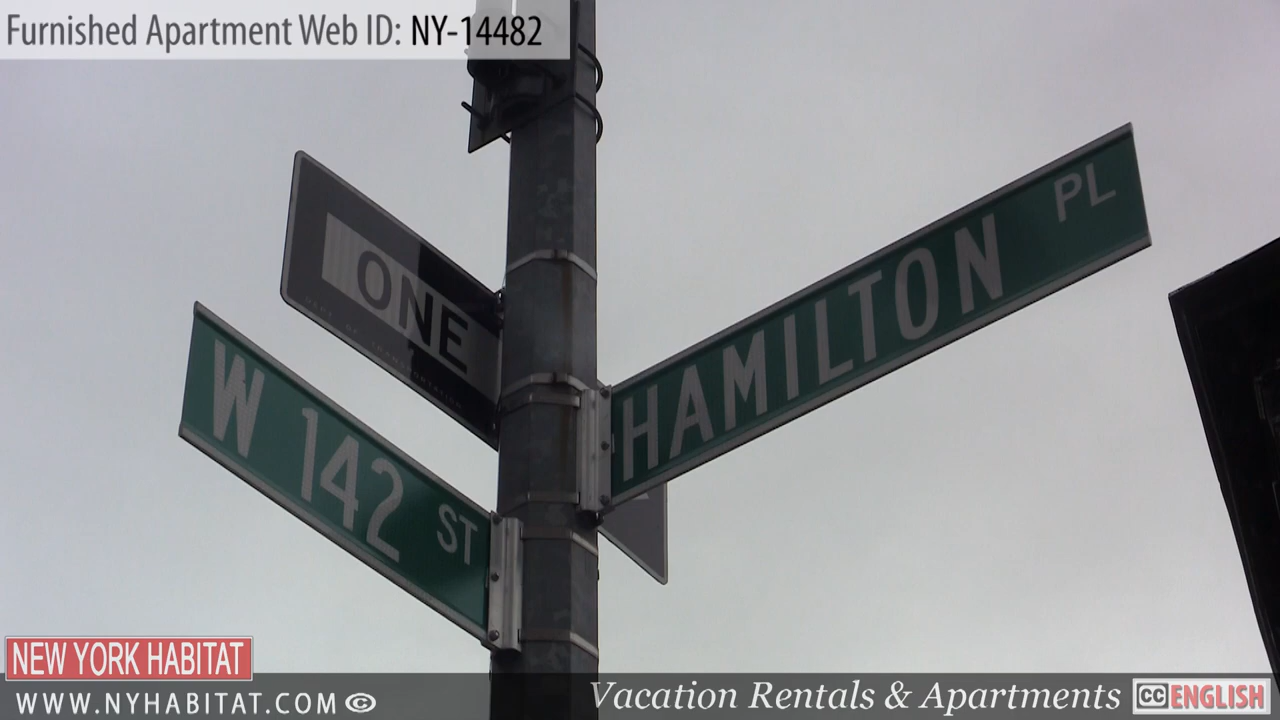 Furnished Apartment Web ID: NY-14482
ONE
HAMILTON PL
W 142 ST
NEW YORK HABITAT
WWW.NYHABITAT.COM ©
Vacation Rentals & Apartments
CC ENGLISH